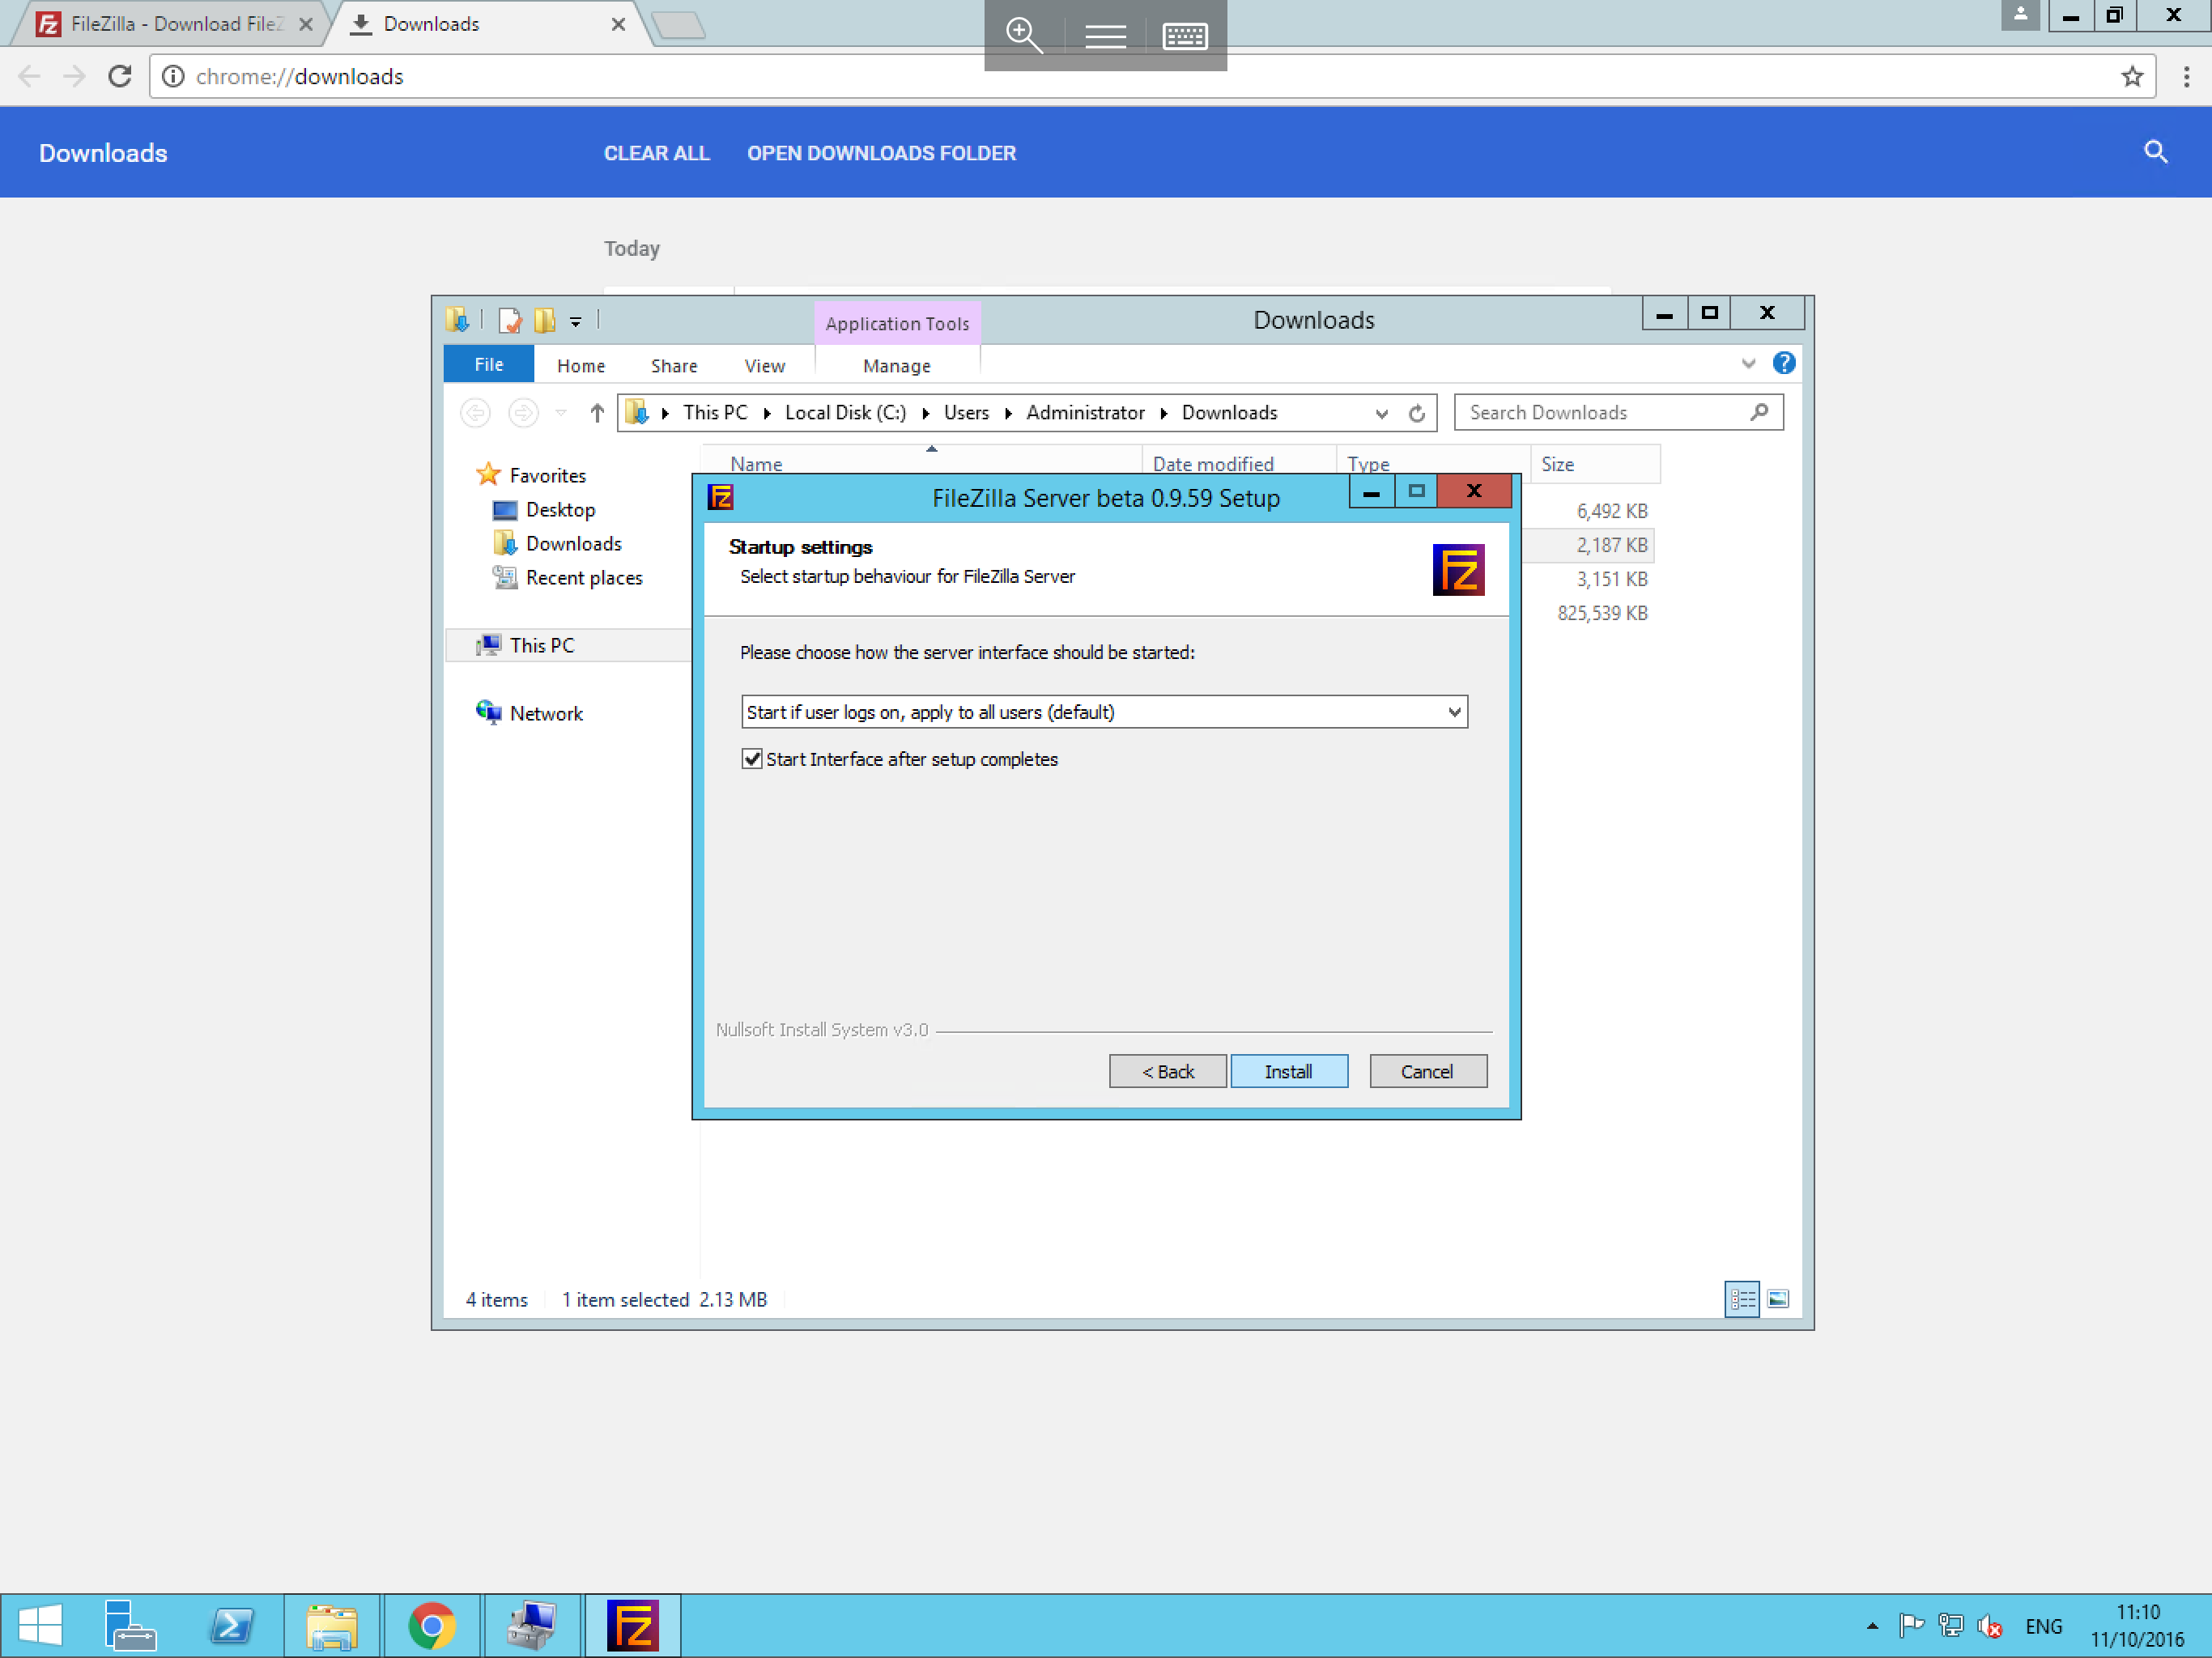 FileZilla - Download FileZ
Downloads
chrome://downloads
Downloads
CLEAR ALL
OPEN DOWNLOADS FOLDER
Today
Application Tools
Downloads
File
Home
Share
View
Manage
This PC
Local Disk (C:)
Users
Administrator
Downloads
Search Downloads
Name
Date modified
Type
Size
Favorites
Desktop
Downloads
Recent places
This PC
Network
6,492 KB
2,187 KB
3,151 KB
825,539 KB
FileZilla Server beta 0.9.59 Setup
Startup settings
Select startup behaviour for FileZilla Server
Please choose how the server interface should be started:
Start if user logs on, apply to all users (default)
Start Interface after setup completes
Nullsoft Install System v3.0
< Back
Install
Cancel
4 items
1 item selected 2.13 MB
ENG
11:10
11/10/2016